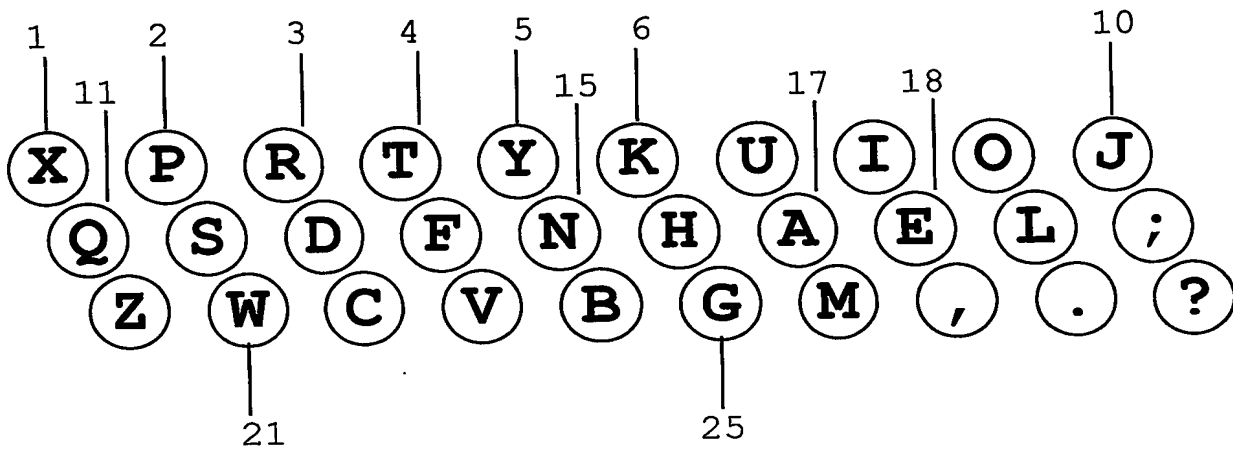 1 2 3 4 5 6 10
11 15 17 18
X P R T Y K U I O J
Q S D F N H A E L ;
Z W C V B G M , . ?
21 25